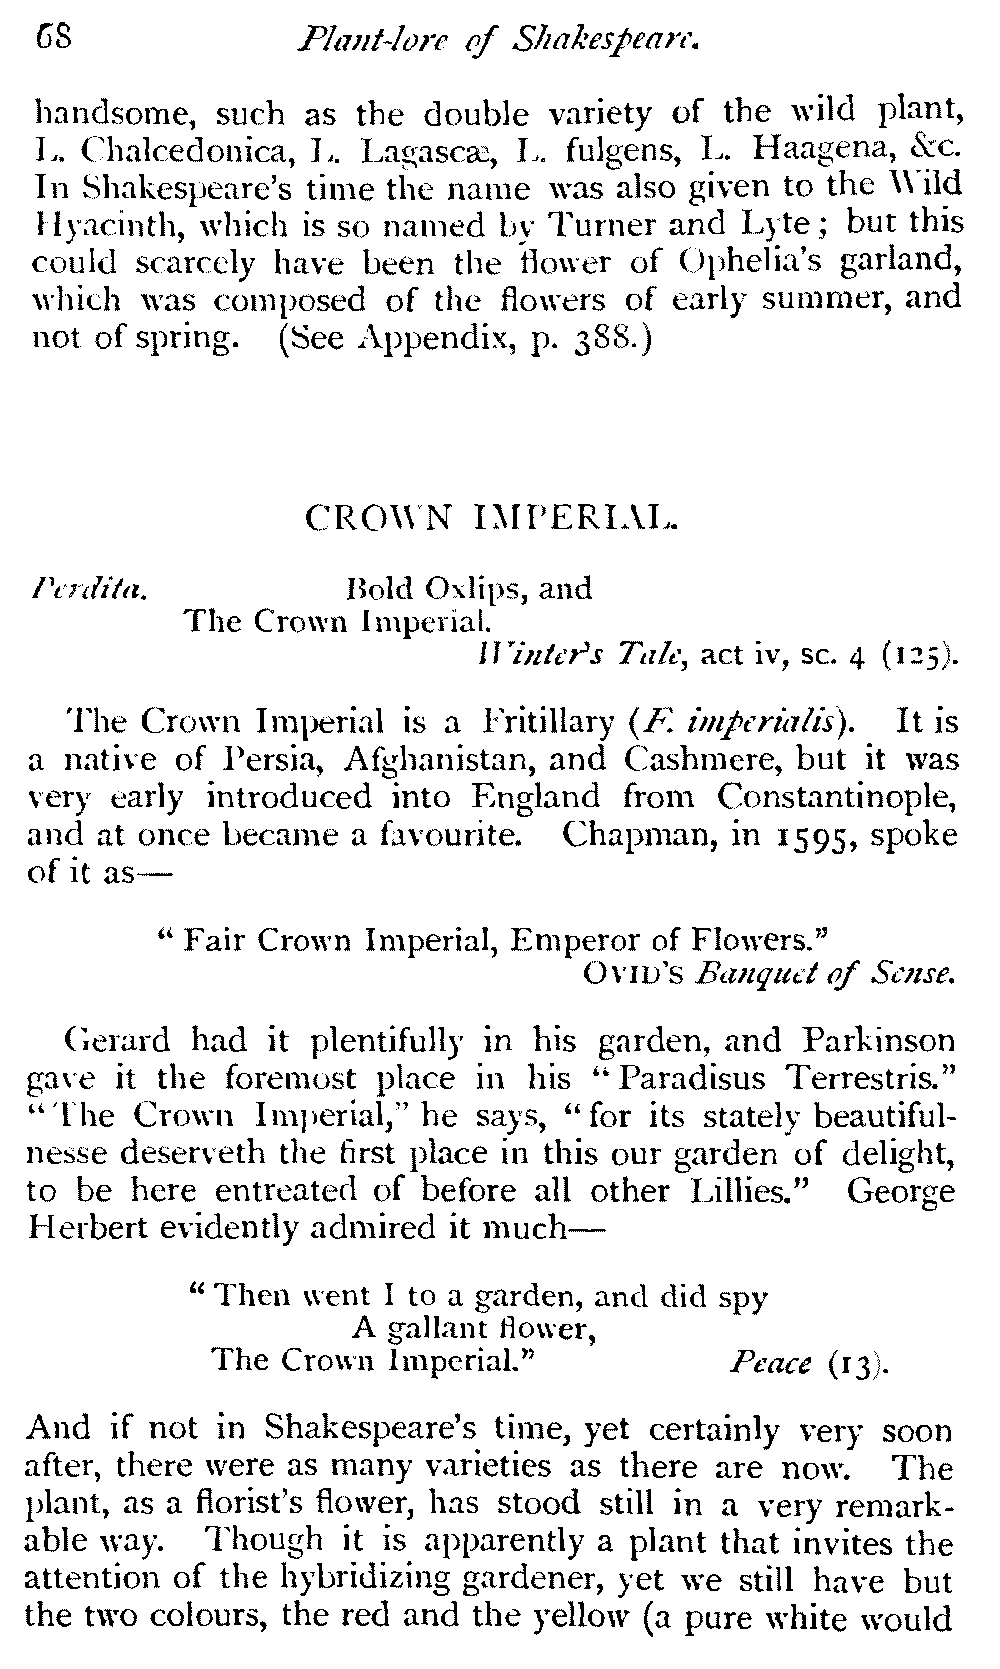 68 Plant-lore of Shakespeare.
handsome, such as the double variety of the wild plant,
L. Chalcedonica, L. Lagascæ, L. fulgens, L. Haagena, &c.
In Shakespeare's time the name was also given to the Wild
Hyacinth, which is so named by Turner and Lyte; but this
could scarcely have been the flower of Ophelia's garland,
which was composed of the flowers of early summer, and
not of spring. (See Appendix, p. 388.)
CROWN IMPERIAL.
Perdita. Bold Oxlips, and
The Crown Imperial.
Winter's Tale, act iv, sc. 4 (125).
The Crown Imperial is a Fritillary (F. imperialis). It is
a native of Persia, Afghanistan, and Cashmere, but it was
very early introduced into England from Constantinople,
and at once became a favourite. Chapman, in 1595, spoke
of it as—
"Fair Crown Imperial, Emperor of Flowers."
OVID'S Banquet of Sense.
Gerard had it plentifully in his garden, and Parkinson
gave it the foremost place in his "Paradisus Terrestris."
"The Crown Imperial," he says, "for its stately beautiful-
nesse deserveth the first place in this our garden of delight,
to be here entreated of before all other Lillies." George
Herbert evidently admired it much—
"Then went I to a garden, and did spy
A gallant flower,
The Crown Imperial." Peace (13).
And if not in Shakespeare's time, yet certainly very soon
after, there were as many varieties as there are now. The
plant, as a florist's flower, has stood still in a very remark-
able way. Though it is apparently a plant that invites the
attention of the hybridizing gardener, yet we still have but
the two colours, the red and the yellow (a pure white would